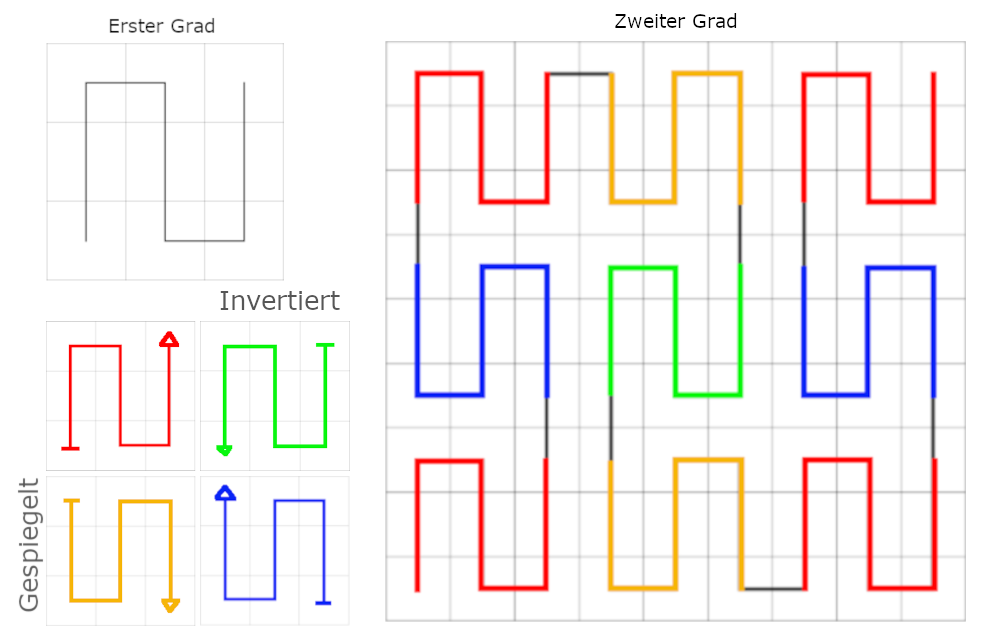 Erster Grad
Zweiter Grad
Invertiert
Gespiegelt